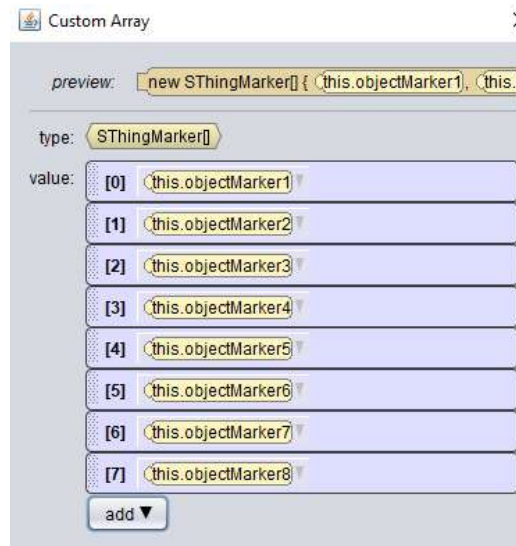 Custom Array
preview: new SThingMarker[] { this.objectMarker1, this.
type: SThingMarker[]
value: [0] this.objectMarker1
[1] this.objectMarker2
[2] this.objectMarker3
[3] this.objectMarker4
[4] this.objectMarker5
[5] this.objectMarker6
[6] this.objectMarker7
[7] this.objectMarker8
add